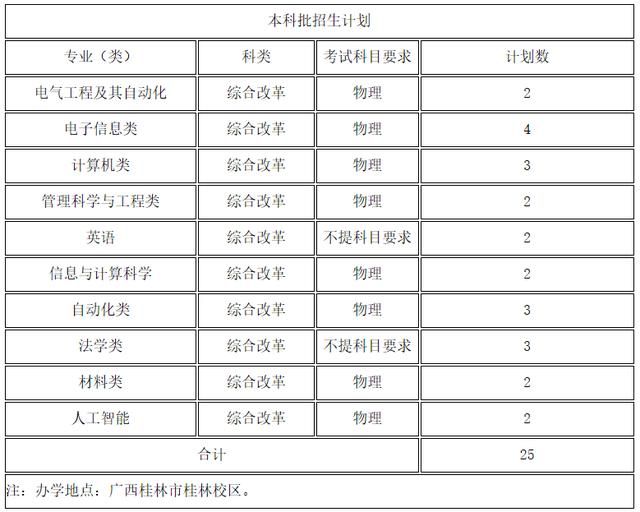 本科批招生计划
专业（类） 科类 考试科目要求 计划数
电气工程及其自动化 综合改革 物理 2
电子信息类 综合改革 物理 4
计算机类 综合改革 物理 3
管理科学与工程类 综合改革 物理 2
英语 综合改革 不提科目要求 2
信息与计算科学 综合改革 物理 2
自动化类 综合改革 物理 3
法学类 综合改革 不提科目要求 3
材料类 综合改革 物理 2
人工智能 综合改革 物理 2
合计 25
注：办学地点：广西桂林市桂林校区。